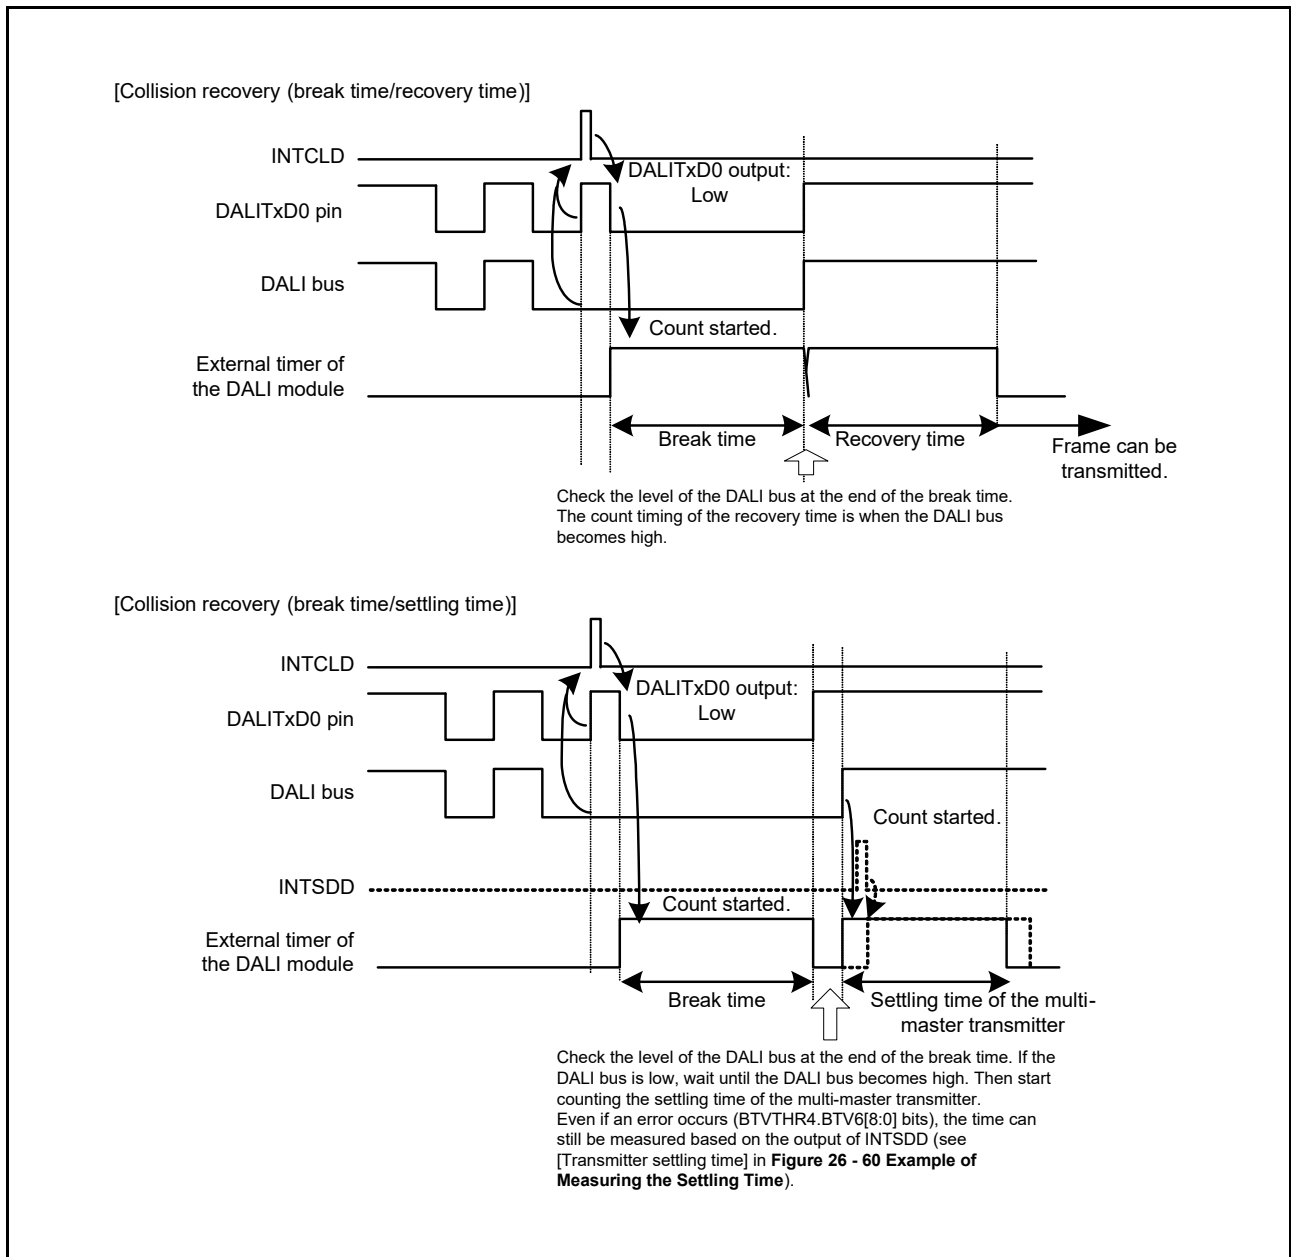 [Collision recovery (break time/recovery time)]
INTCLD
DALITxD0 output:
Low
DALITxD0 pin
DALI bus
Count started.
External timer of
the DALI module
Break time
Recovery time
Frame can be
transmitted.
Check the level of the DALI bus at the end of the break time.
The count timing of the recovery time is when the DALI bus
becomes high.
[Collision recovery (break time/settling time)]
INTCLD
DALITxD0 output:
Low
DALITxD0 pin
DALI bus
Count started.
INTSDD
Count started.
External timer of
the DALI module
Break time
Settling time of the multi-
master transmitter
Check the level of the DALI bus at the end of the break time. If the
DALI bus is low, wait until the DALI bus becomes high. Then start
counting the settling time of the multi-master transmitter.
Even if an error occurs (BTVTHR4.BTV6[8:0] bits), the time can
still be measured based on the output of INTSDD (see
[Transmitter settling time] in Figure 26 - 60 Example of
Measuring the Settling Time).